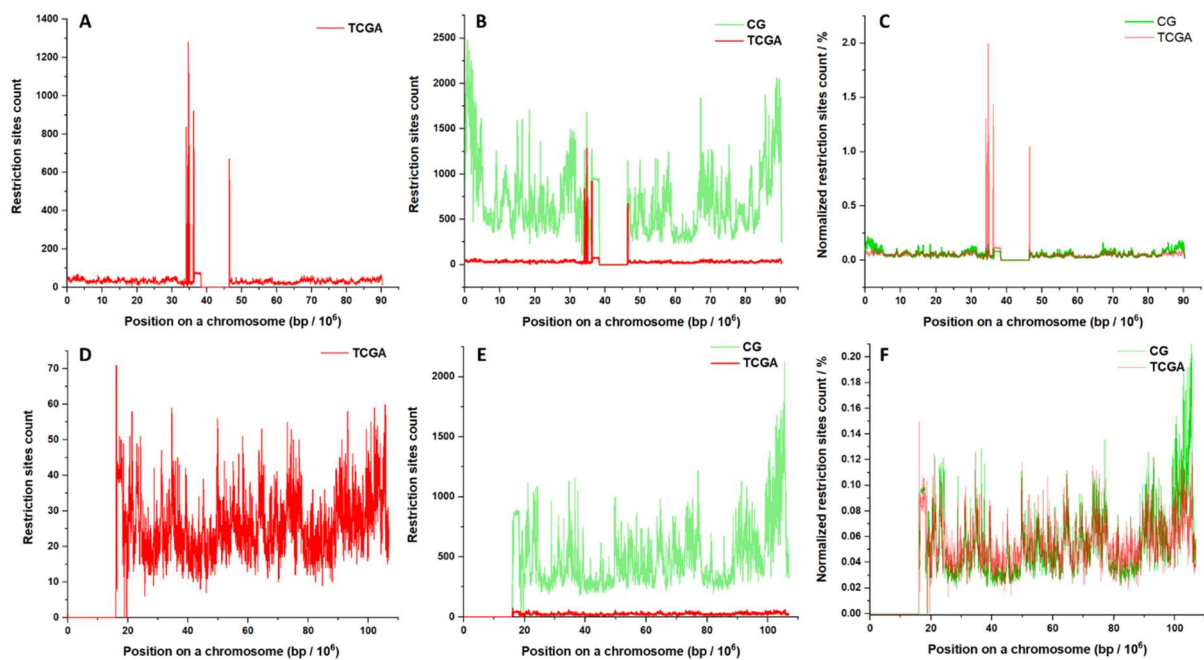 A
TCGA
1400
1200
1000
800
600
400
200
0
Restriction sites count
0 10 20 30 40 50 60 70 80 90
Position on a chromosome (bp / 10⁶)
B
CG
TCGA
2500
2000
1500
1000
500
0
Restriction sites count
0 10 20 30 40 50 60 70 80 90
Position on a chromosome (bp / 10⁶)
C
CG
TCGA
2.0
1.5
1.0
0.5
0.0
Normalized restriction sites count / %
0 10 20 30 40 50 60 70 80 90
Position on a chromosome (bp / 10⁶)
D
TCGA
70
60
50
40
30
20
10
0
Restriction sites count
0 20 40 60 80 100
Position on a chromosome (bp / 10⁶)
E
CG
TCGA
2000
1500
1000
500
0
Restriction sites count
0 20 40 60 80 100
Position on a chromosome (bp / 10⁶)
F
CG
TCGA
0.20
0.18
0.16
0.14
0.12
0.10
0.08
0.06
0.04
0.02
0.00
Normalized restriction sites count / %
0 20 40 60 80 100
Position on a chromosome (bp / 10⁶)